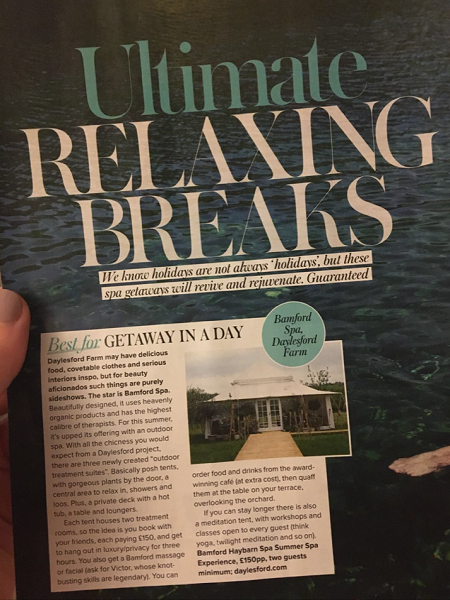 Ultimate
RELAXING
BREAKS
We know holidays are not always 'holidays', but these
spa getaways will revive and rejuvenate. Guaranteed
Best for GETAWAY IN A DAY
Bamford
Spa,
Daylesford
Farm
Daylesford Farm may have delicious
food, covetable clothes and serious
interiors inspo, but for beauty
aficionados such things are purely
sideshows. The star is Bamford Spa.
Beautifully designed, it uses heavenly
organic products and has the highest
calibre of therapists. For this summer,
it's upped its offering with an outdoor
spa. With all the chicness you would
expect from a Daylesford project,
there are three newly created "outdoor
treatment suites". Basically posh tents,
with gorgeous plants by the door, a
central area to relax in, showers and
loos. Plus, a private deck with a hot
tub, a table and loungers.
Each tent houses two treatment
rooms, so the idea is you book with
your friends, each paying £150, and get
to hang out in luxury/privacy for three
hours. You also get a Bamford massage
or facial (ask for Victor, whose knot-
busting skills are legendary). You can
order food and drinks from the award-
winning café (at extra cost), then quaff
them at the table on your terrace,
overlooking the orchard.
If you can stay longer there is also
a meditation tent, with workshops and
classes open to every guest (think
yoga, twilight meditation and so on).
Bamford Haybarn Spa Summer Spa
Experience, £150pp, two guests
minimum; daylesford.com